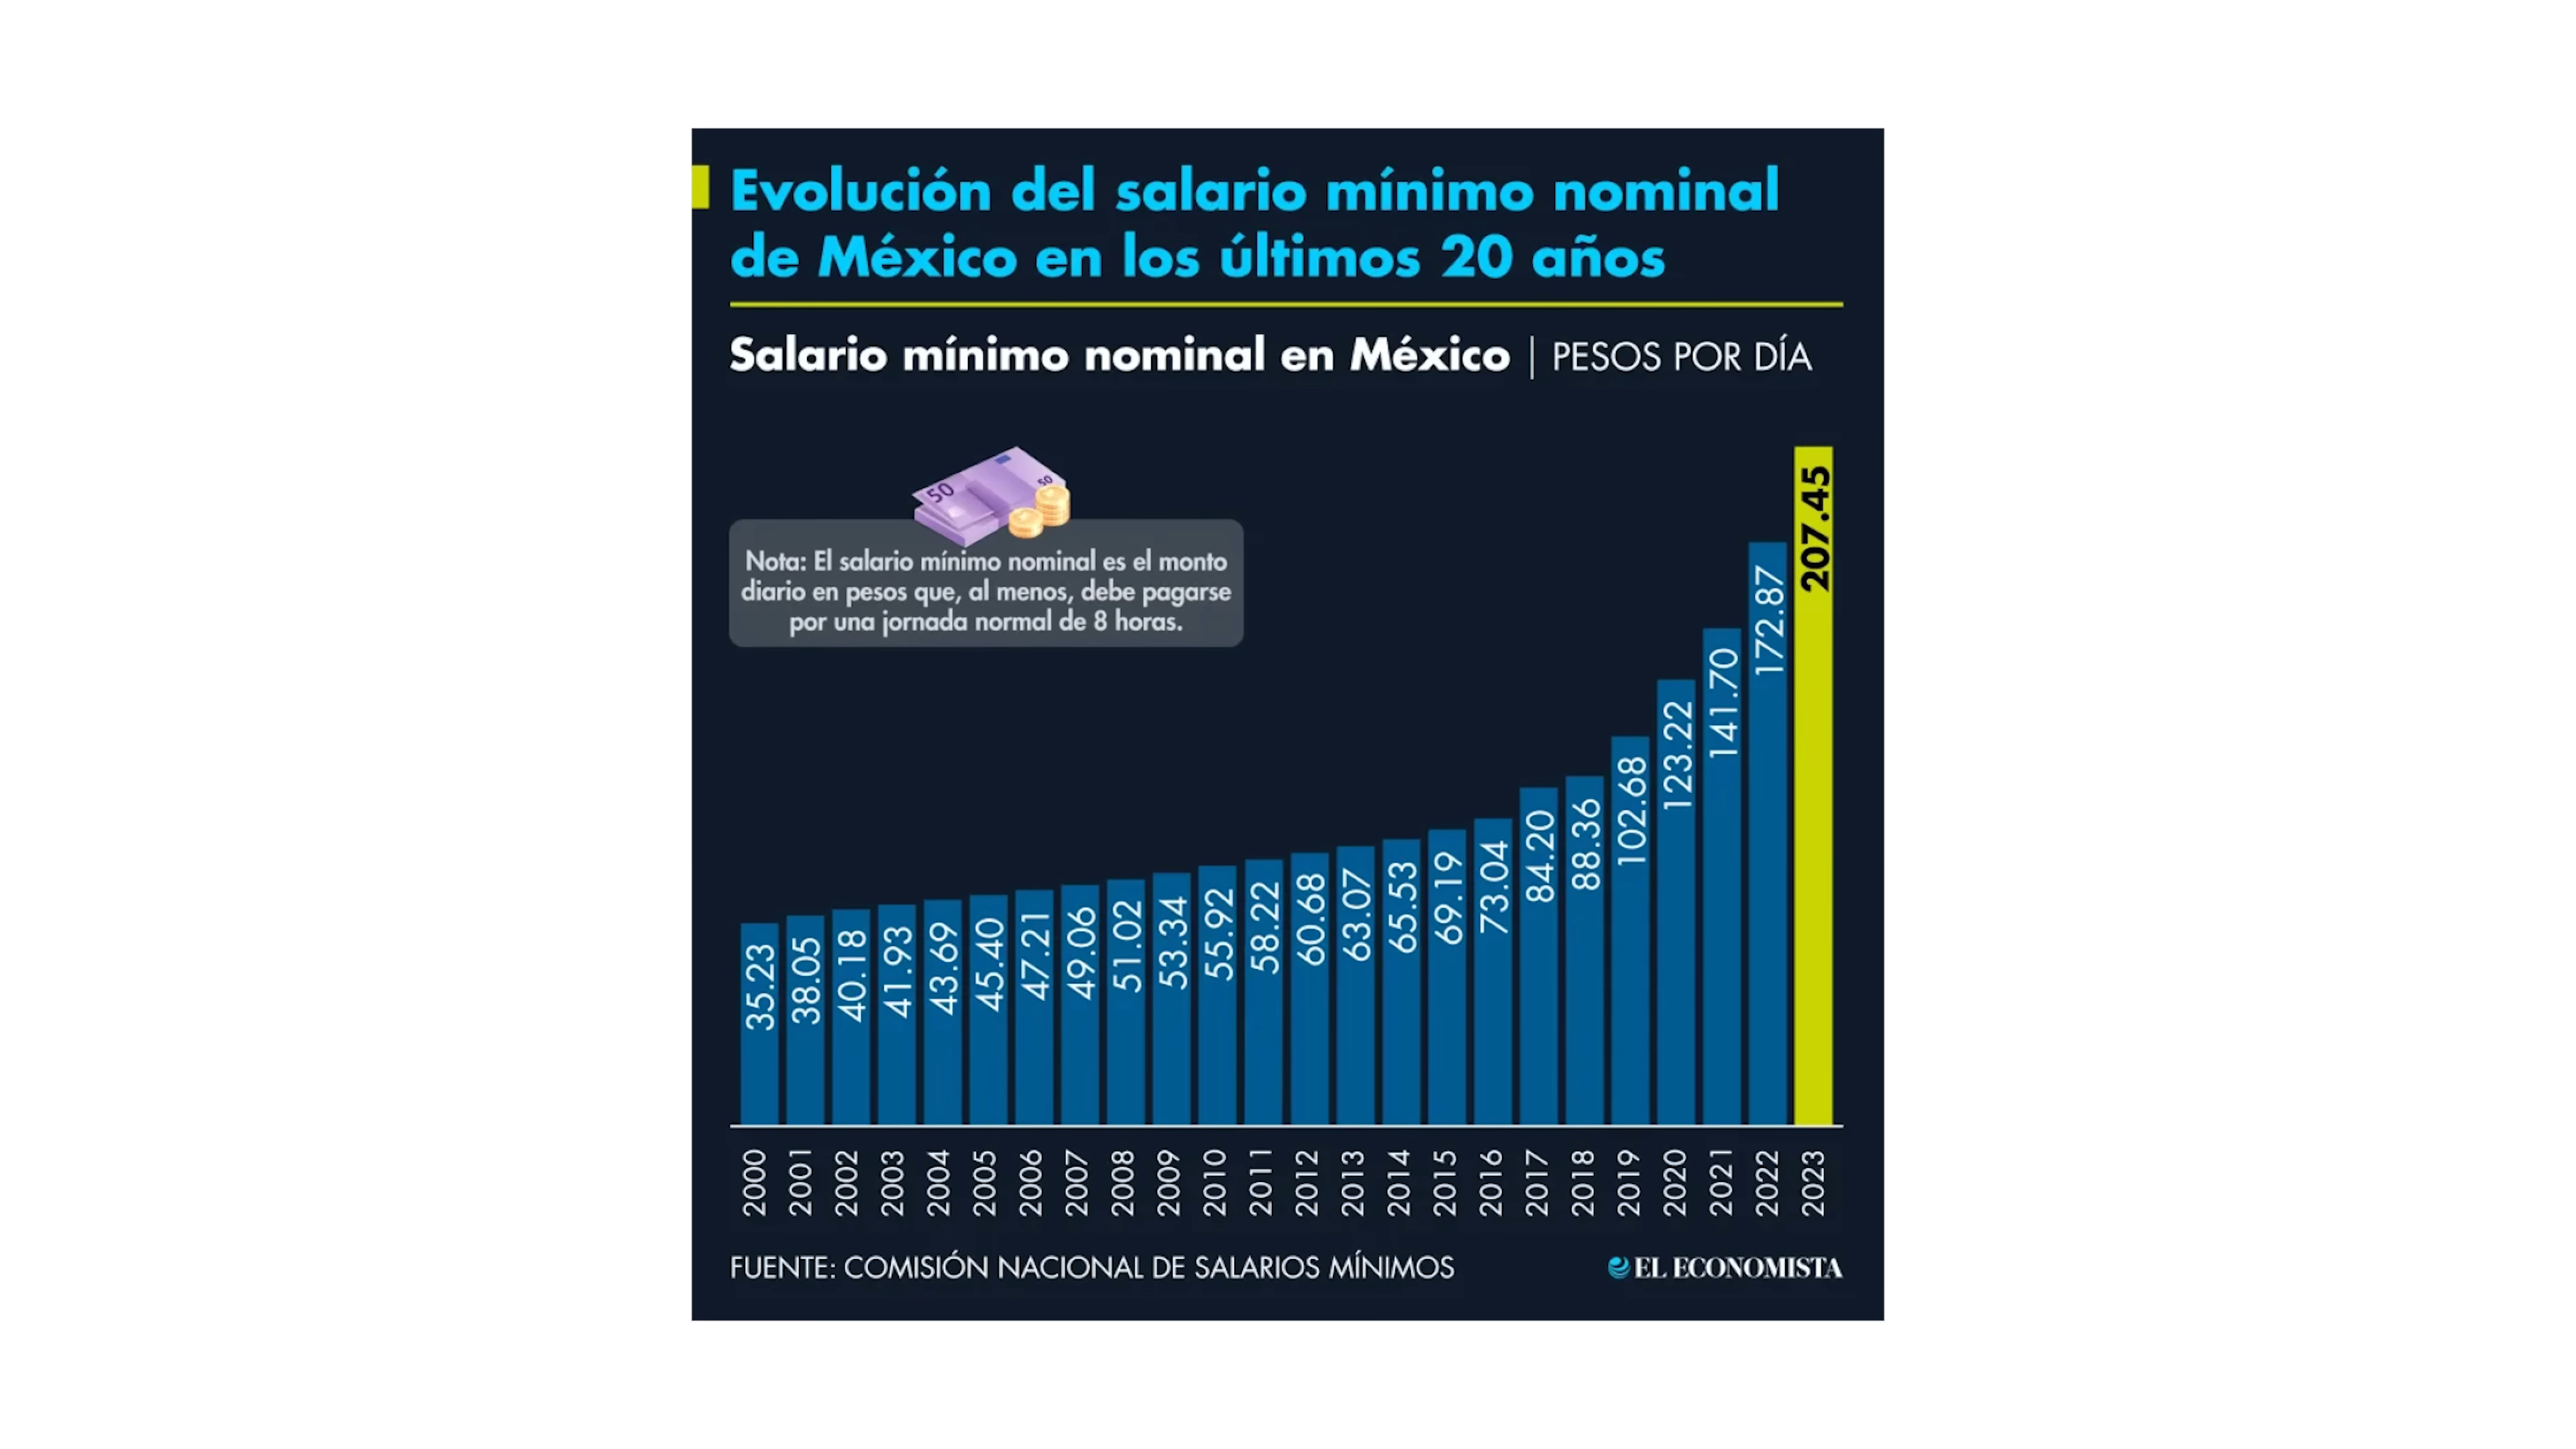 Evolución del salario mínimo nominal
de México en los últimos 20 años
Salario mínimo nominal en México | PESOS POR DÍA
50 50
Nota: El salario mínimo nominal es el monto
diario en pesos que, al menos, debe pagarse
por una jornada normal de 8 horas.
35.23 38.05 40.18 41.93 43.69 45.40 47.21 49.06 51.02 53.34 55.92 58.22 60.68 63.07 65.53 69.19 73.04 84.20 88.36 102.68 123.22 141.70 172.87 207.45
2000 2001 2002 2003 2004 2005 2006 2007 2008 2009 2010 2011 2012 2013 2014 2015 2016 2017 2018 2019 2020 2021 2022 2023
FUENTE: COMISIÓN NACIONAL DE SALARIOS MÍNIMOS
EL ECONOMISTA